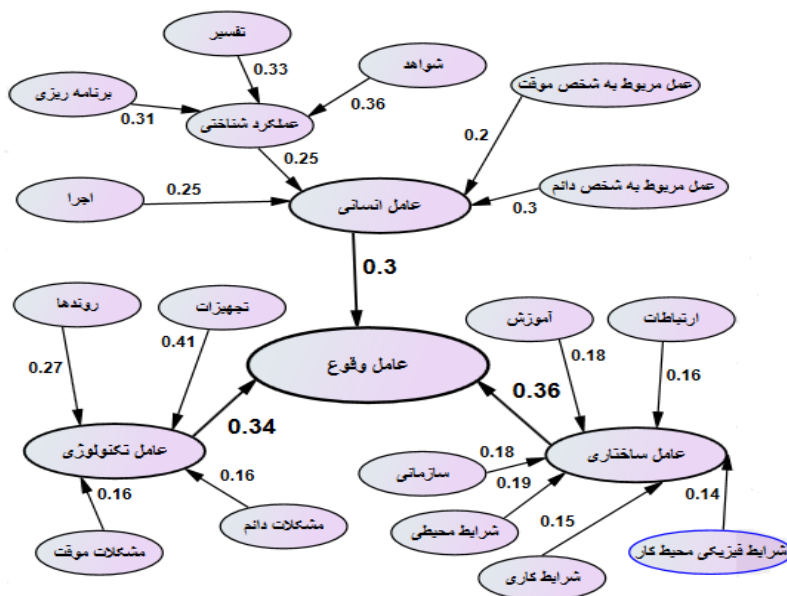 تفسیر
شواهد
0.33
برنامه ریزی
عمل مربوط به شخص موقت
0.31
0.36
عملکرد شناختی
0.2
0.25
اجرا
0.25
عمل مربوط به شخص دائم
عامل انسانی
0.3
0.3
روندها
تجهیزات
آموزش
ارتباطات
0.41
0.18
0.27
عامل وقوع
0.16
0.36
0.34
عامل تکنولوژی
عامل ساختاری
0.18
سازمانی
0.16
0.19
0.16
0.14
مشکلات دائم
0.15
شرایط محیطی
مشکلات موقت
شرایط فیزیکی محیط کار
شرایط کاری